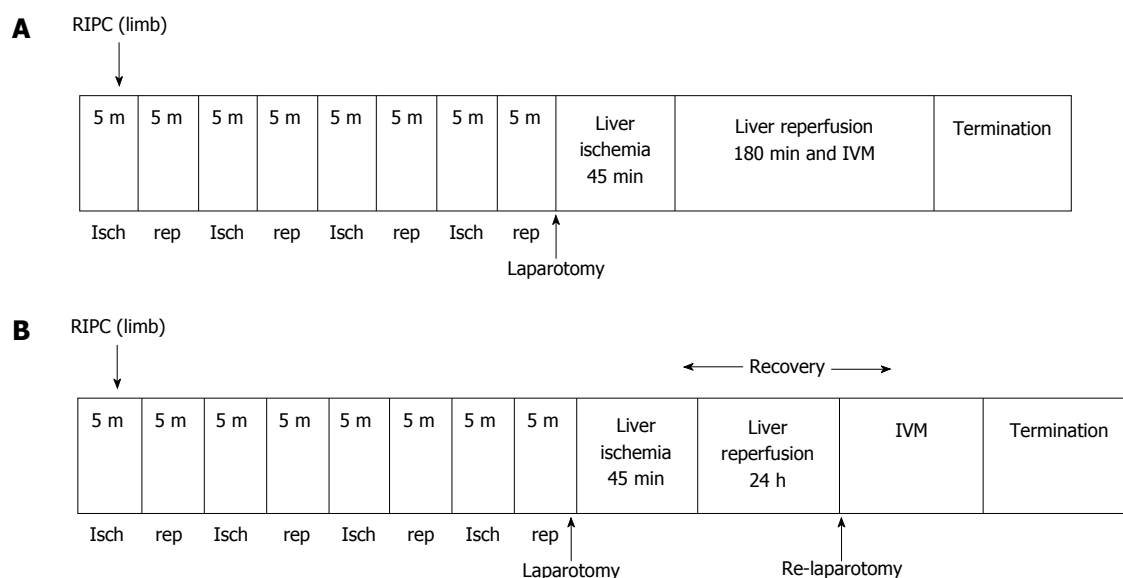 A
RIPC (limb)
5 m 5 m 5 m 5 m 5 m 5 m 5 m 5 m
Liver
ischemia
45 min
Liver reperfusion
180 min and IVM
Termination
Isch rep Isch rep Isch rep Isch rep
Laparotomy
B
RIPC (limb)
Recovery
5 m 5 m 5 m 5 m 5 m 5 m 5 m 5 m
Liver
ischemia
45 min
Liver
reperfusion
24 h
IVM
Termination
Isch rep Isch rep Isch rep Isch rep
Laparotomy
Re-laparotomy